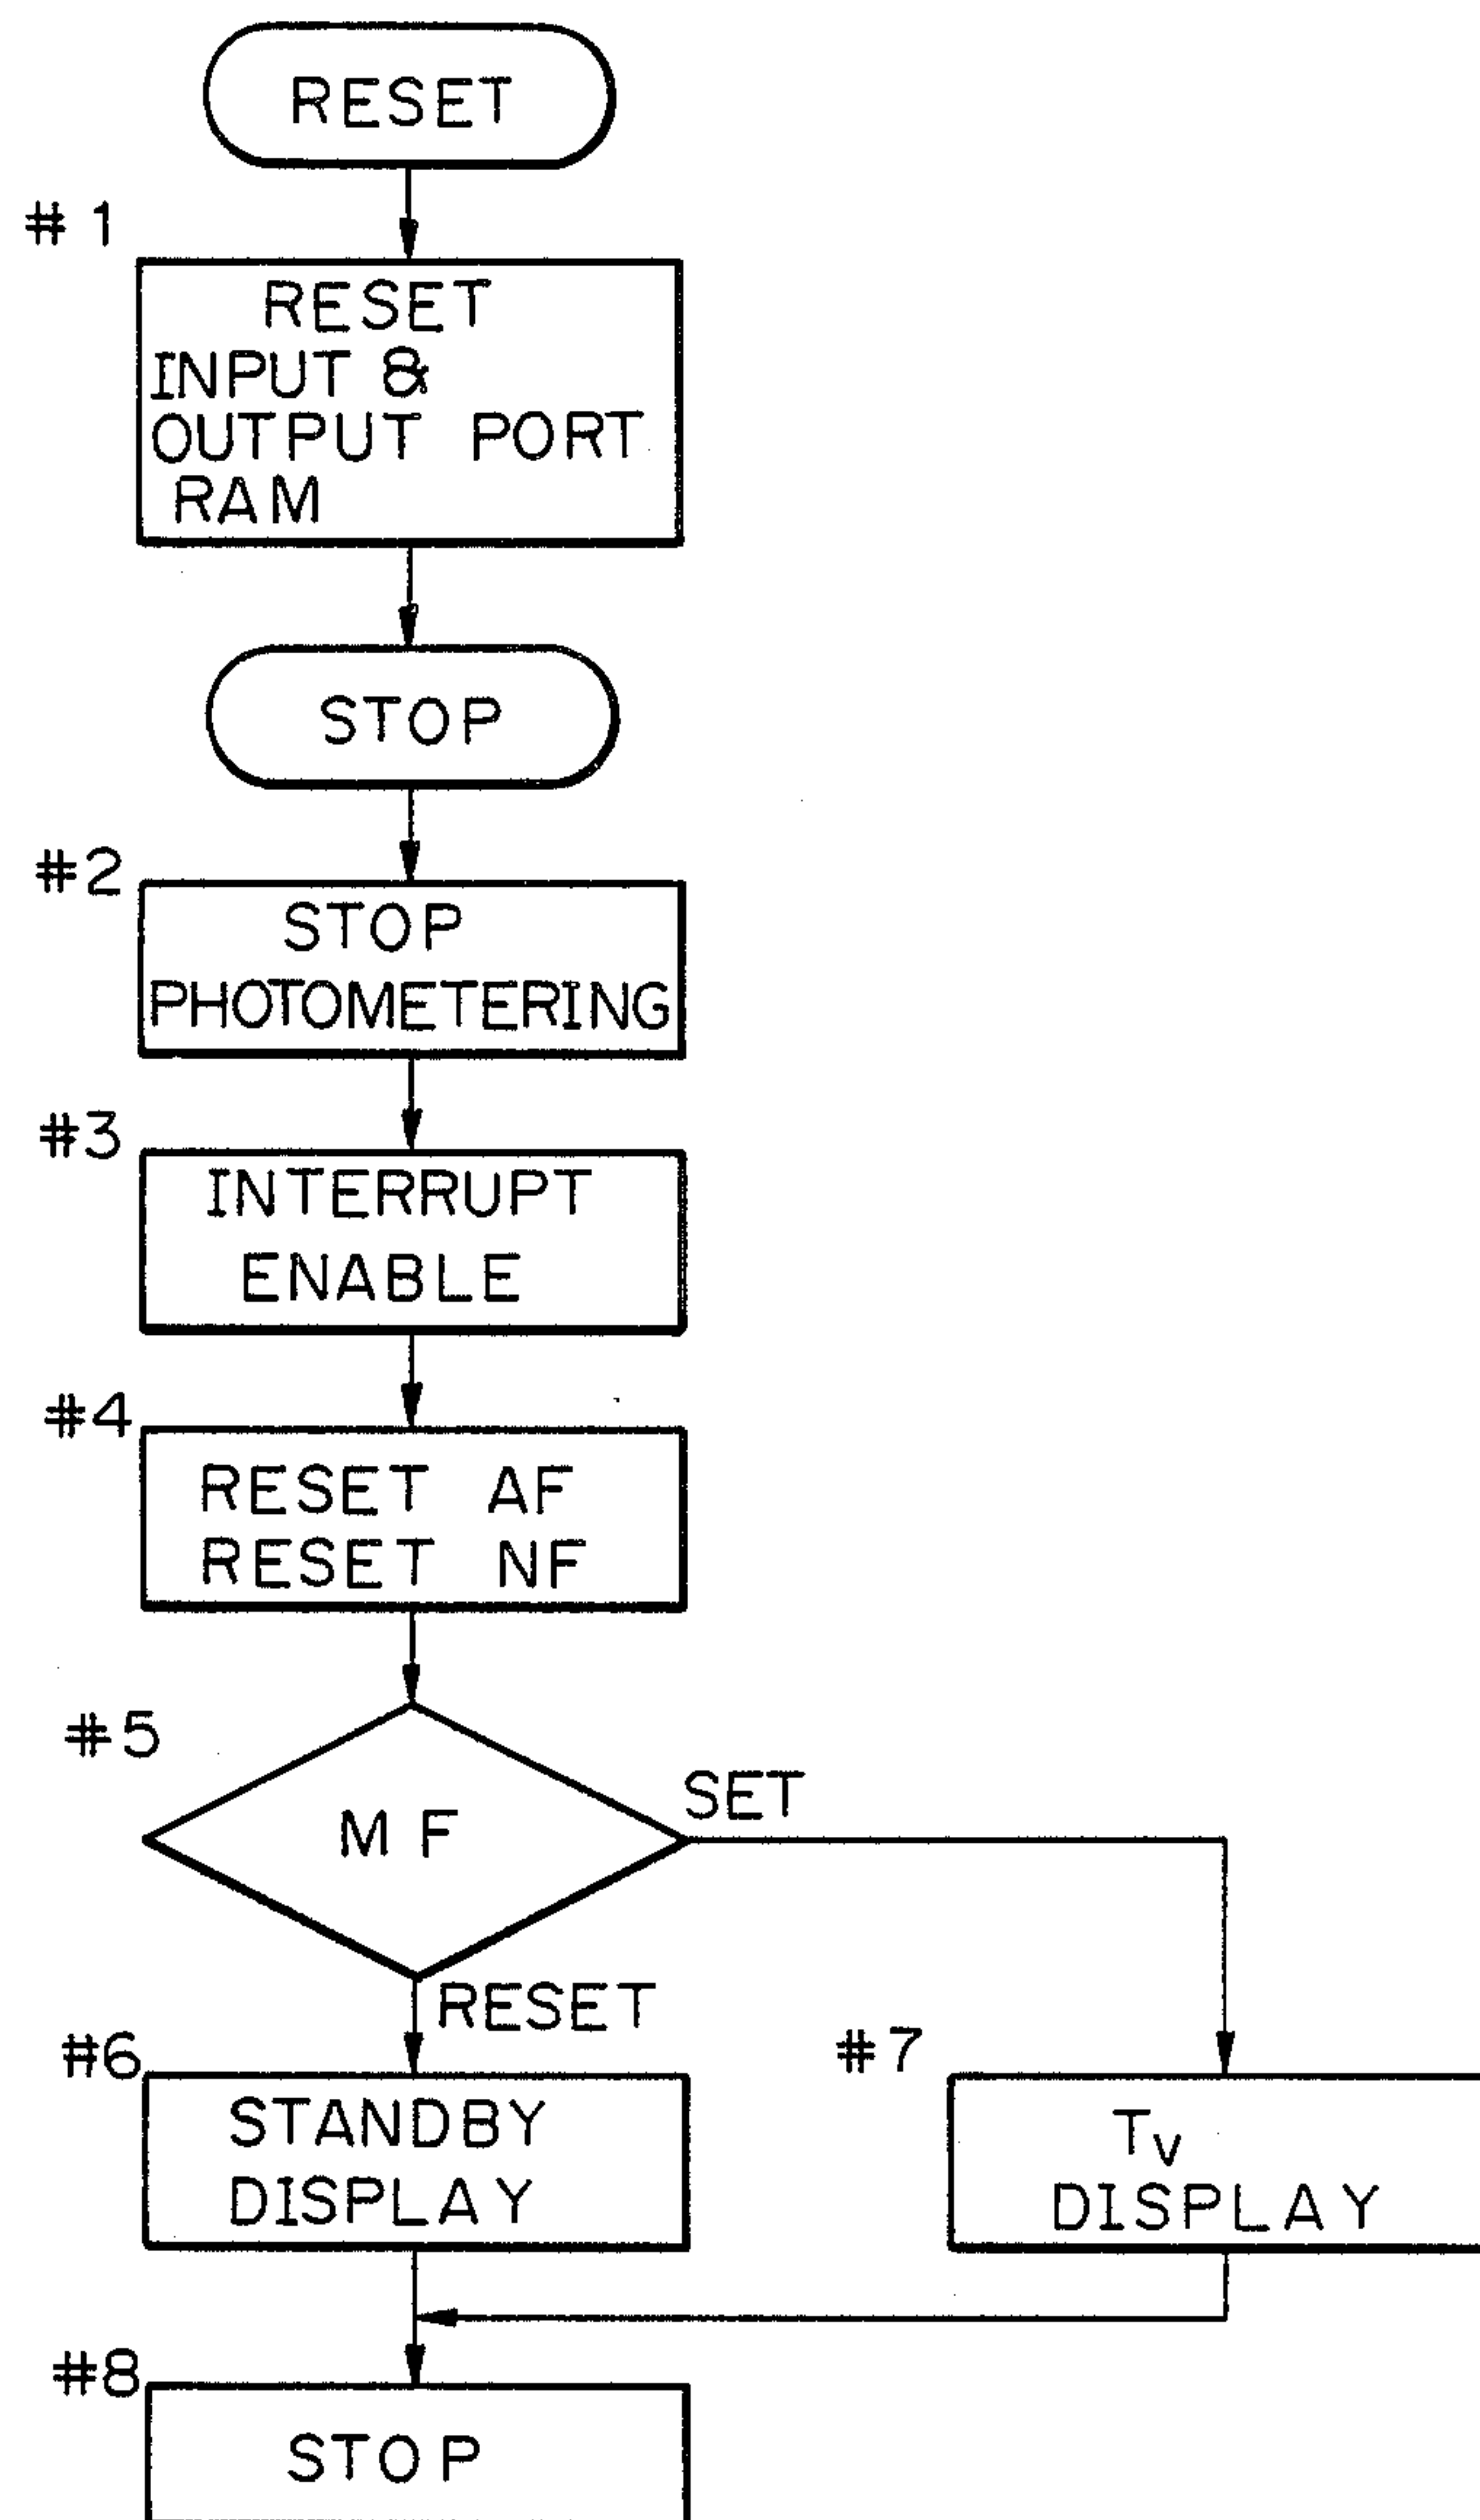 RESET
# 1
RESET
INPUT &
OUTPUT PORT
RAM
STOP
#2
STOP
PHOTOMETERING
#3
INTERRUPT
ENABLE
#4
RESET AF
RESET NF
#5
MF
SET
RESET
#6
STANDBY
DISPLAY
#7
Tv
DISPLAY
#8
STOP